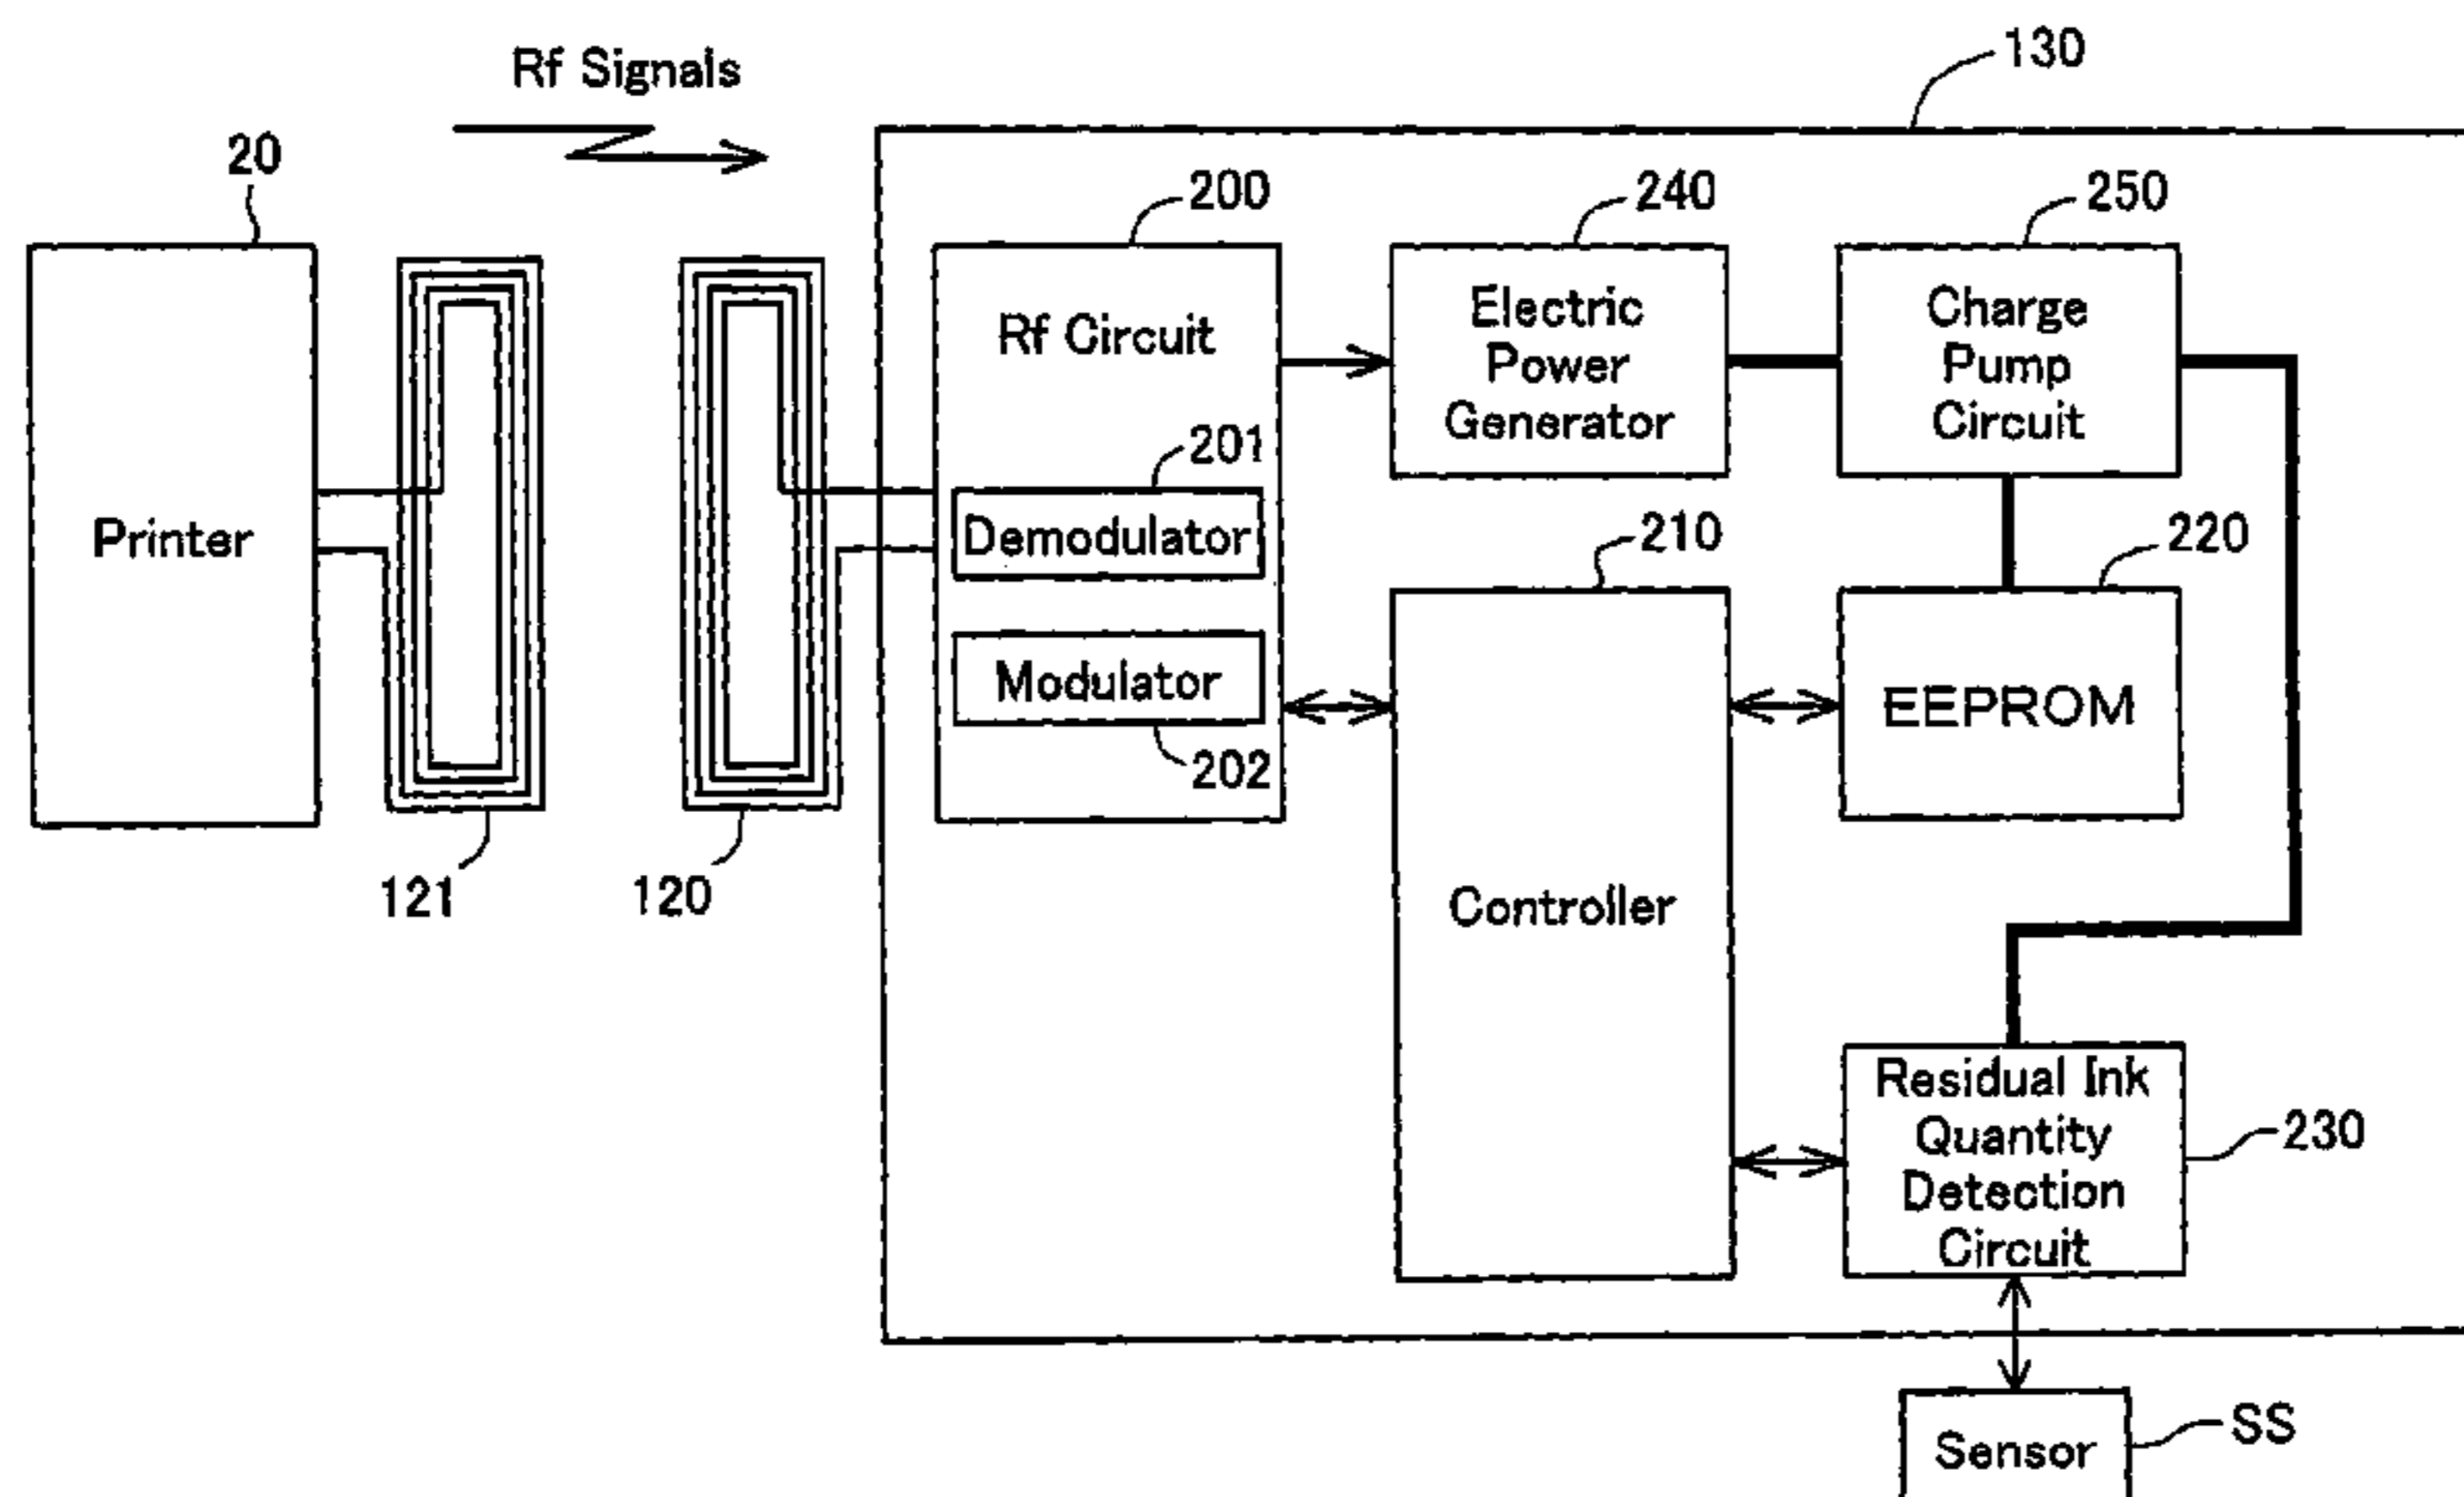 130
Rf Signals
20
200
240
250
Rf Circuit
Electric
Power
Generator
Charge
Pump
Circuit
201
Demodulator
Printer
210
220
Modulator
EEPROM
202
121
120
Controller
Residual Ink
Quantity
Detection
Circuit
230
Sensor
SS